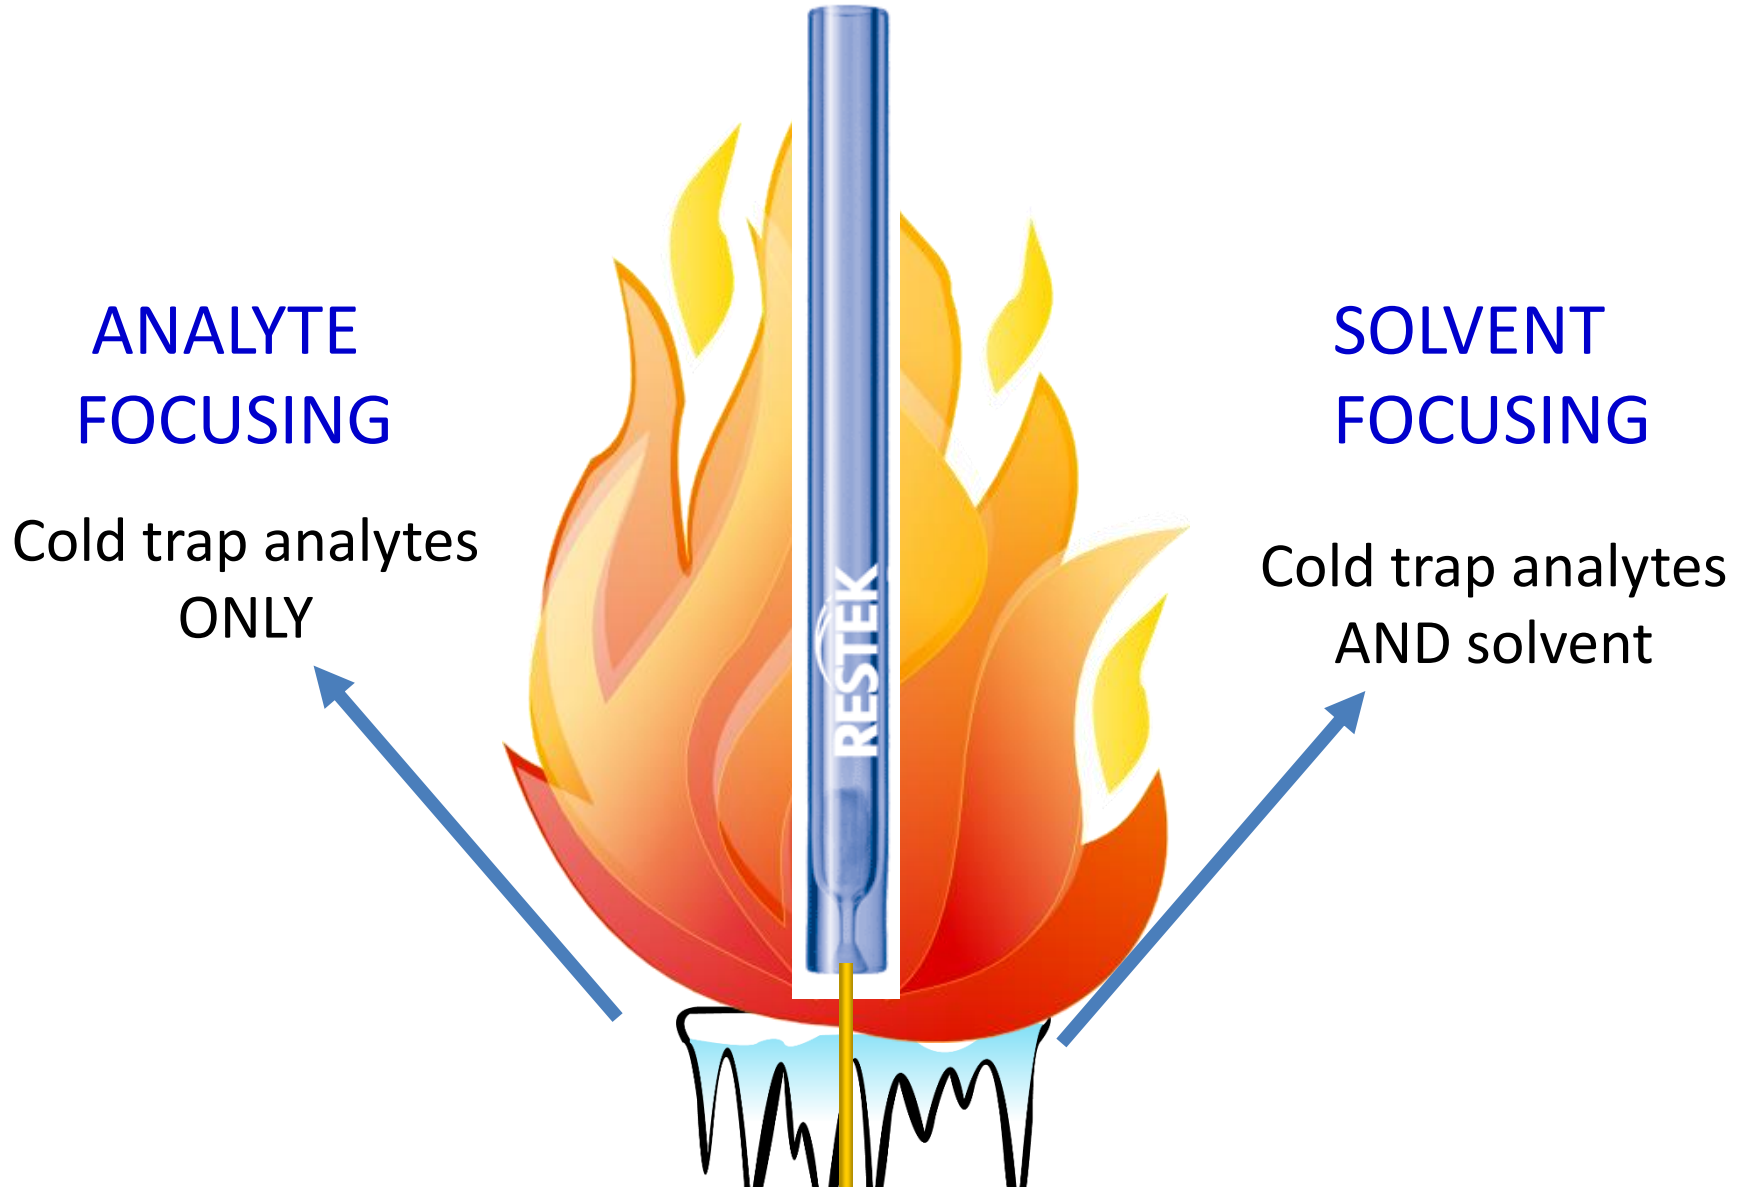 ANALYTE
FOCUSING
Cold trap analytes
ONLY
RESTEK
SOLVENT
FOCUSING
Cold trap analytes
AND solvent